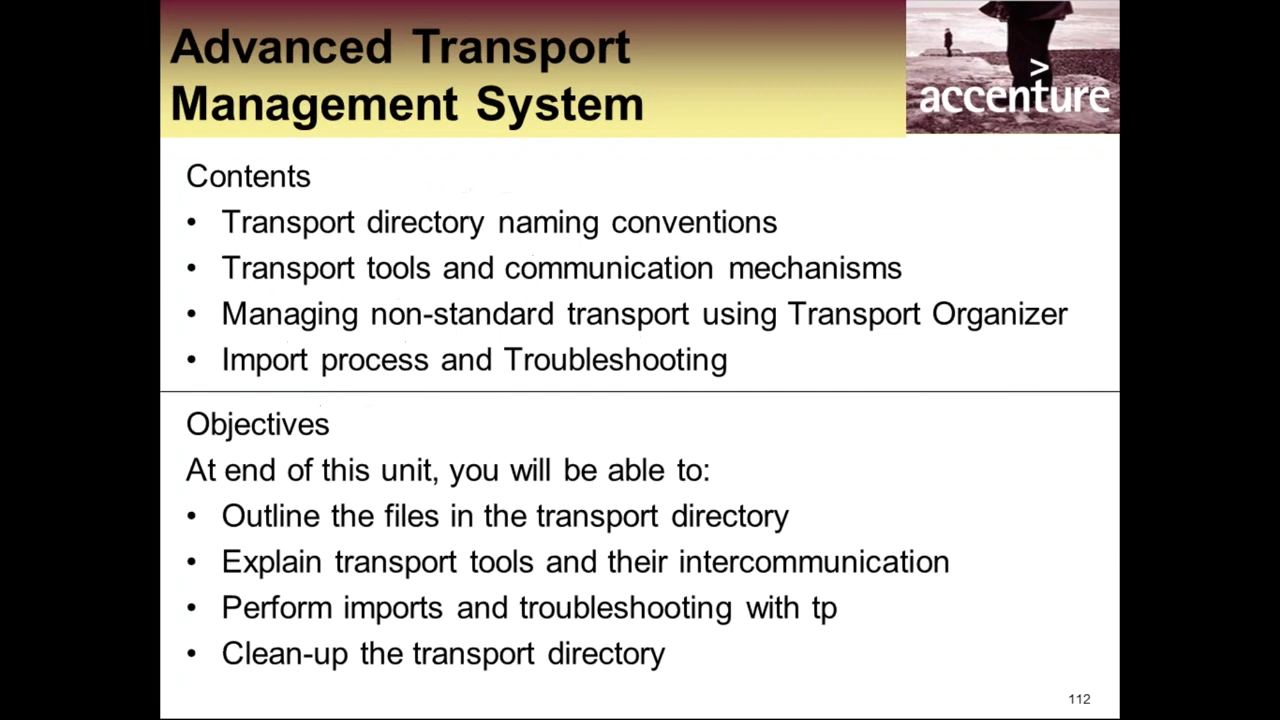 Advanced Transport
Management System
>
accenture
Contents
• Transport directory naming conventions
• Transport tools and communication mechanisms
• Managing non-standard transport using Transport Organizer
• Import process and Troubleshooting
Objectives
At end of this unit, you will be able to:
• Outline the files in the transport directory
• Explain transport tools and their intercommunication
• Perform imports and troubleshooting with tp
• Clean-up the transport directory
112